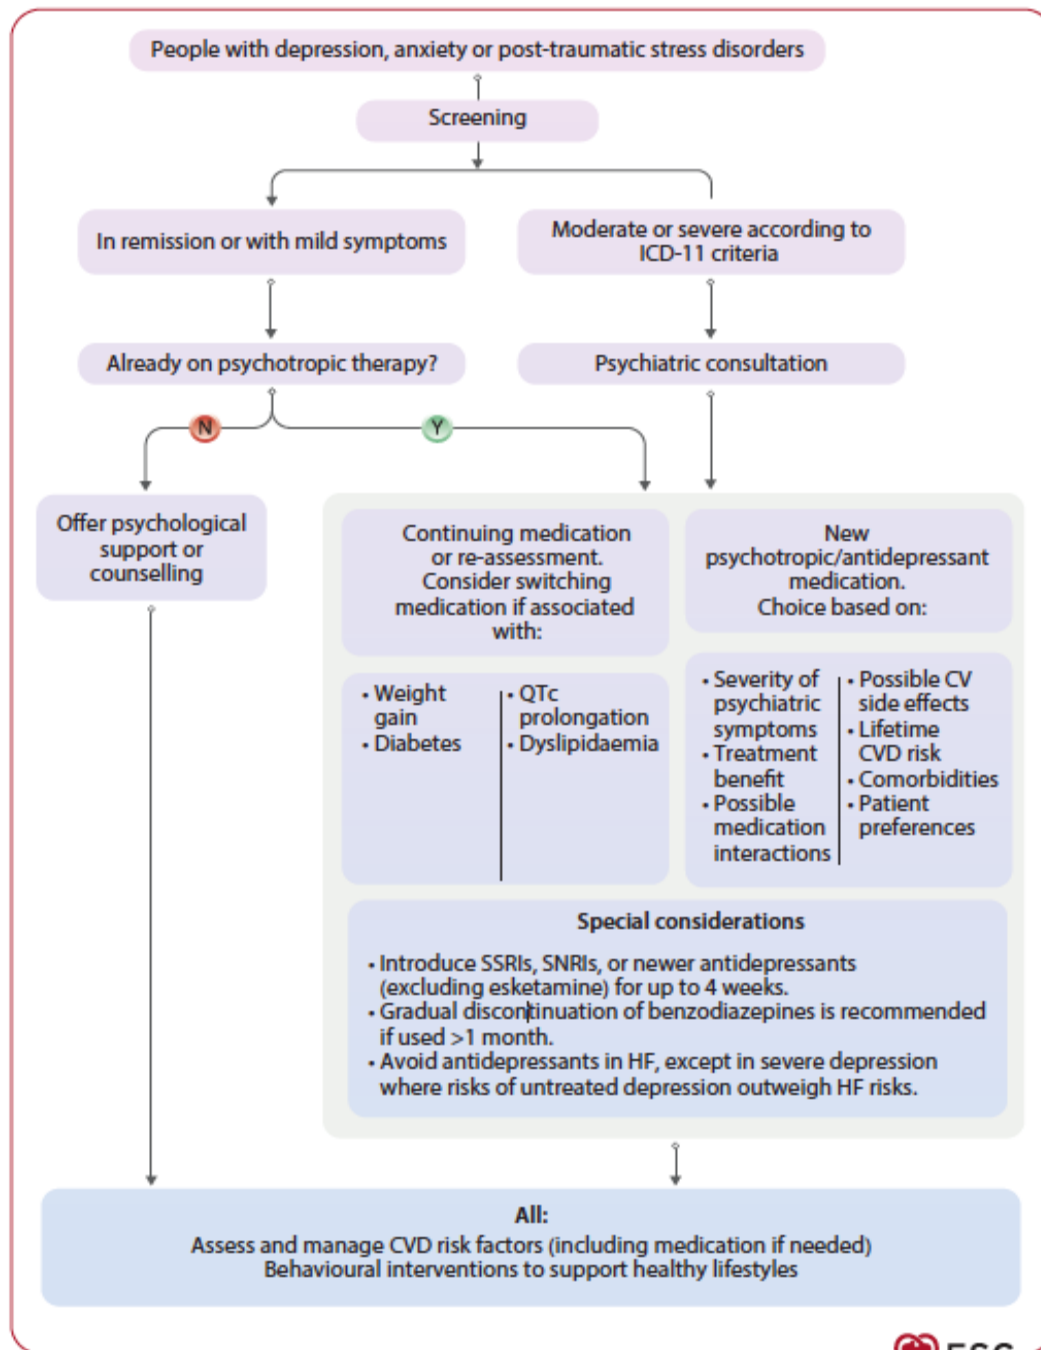 People with depression, anxiety or post-traumatic stress disorders
Screening
In remission or with mild symptoms
Moderate or severe according to
ICD-11 criteria
Already on psychotropic therapy?
Psychiatric consultation
N
Y
Offer psychological
support or
counselling
Continuing medication
or re-assessment.
Consider switching
medication if associated
with:
• Weight
gain
• Diabetes
• QTc
prolongation
• Dyslipidaemia
New
psychotropic/antidepressant
medication.
Choice based on:
• Severity of
psychiatric
symptoms
• Treatment
benefit
• Possible
medication
interactions
• Possible CV
side effects
• Lifetime
CVD risk
• Comorbidities
• Patient
preferences
Special considerations
• Introduce SSRIs, SNRIs, or newer antidepressants
(excluding esketamine) for up to 4 weeks.
• Gradual discontinuation of benzodiazepines is recommended
if used >1 month.
• Avoid antidepressants in HF, except in severe depression
where risks of untreated depression outweigh HF risks.
All:
Assess and manage CVD risk factors (including medication if needed)
Behavioural interventions to support healthy lifestyles
ESC